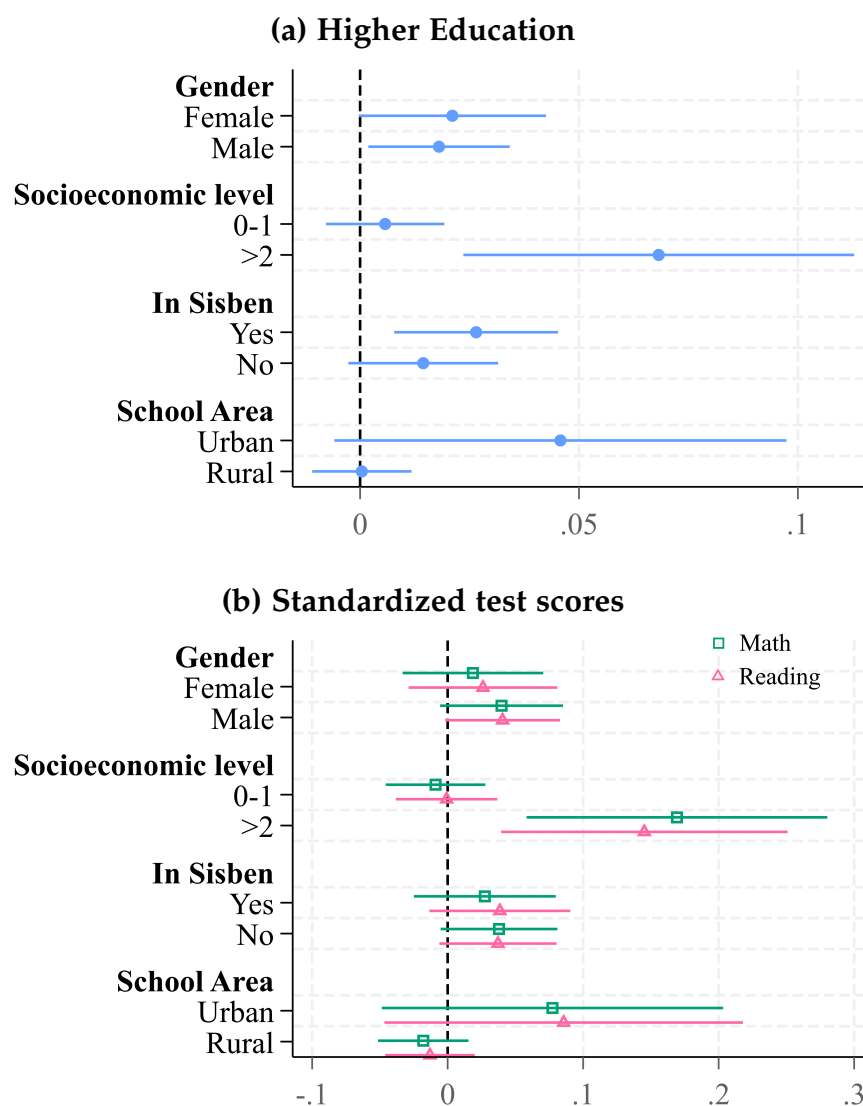 (a) Higher Education
Gender
Female
Male
Socioeconomic level
0-1
>2
In Sisben
Yes
No
School Area
Urban
Rural
0 .05 .1
(b) Standardized test scores
Math
Reading
Gender
Female
Male
Socioeconomic level
0-1
>2
In Sisben
Yes
No
School Area
Urban
Rural
-.1 0 .1 .2 .3